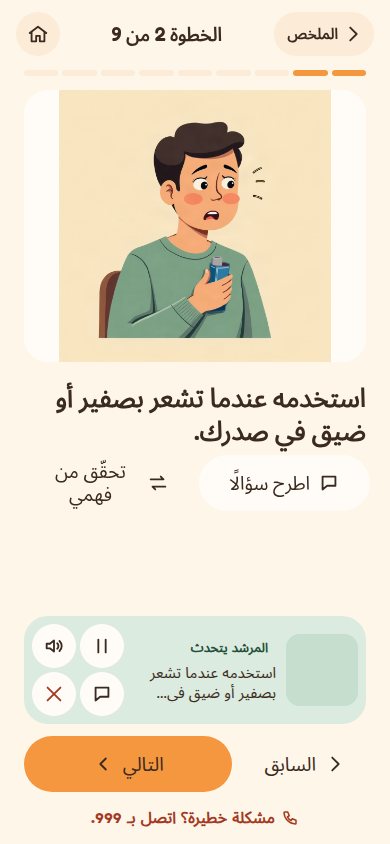 الملخص
الخطوة 2 من 9
استخدمه عندما تشعر بصفير أو
ضيق في صدرك.
اطرح سؤالًا
تحقّق من
فهمي
المرشد يتحدث
استخدمه عندما تشعر
بصفير أو ضيق في...
السابق
التالي
مشكلة خطيرة؟ اتصل بـ 999.